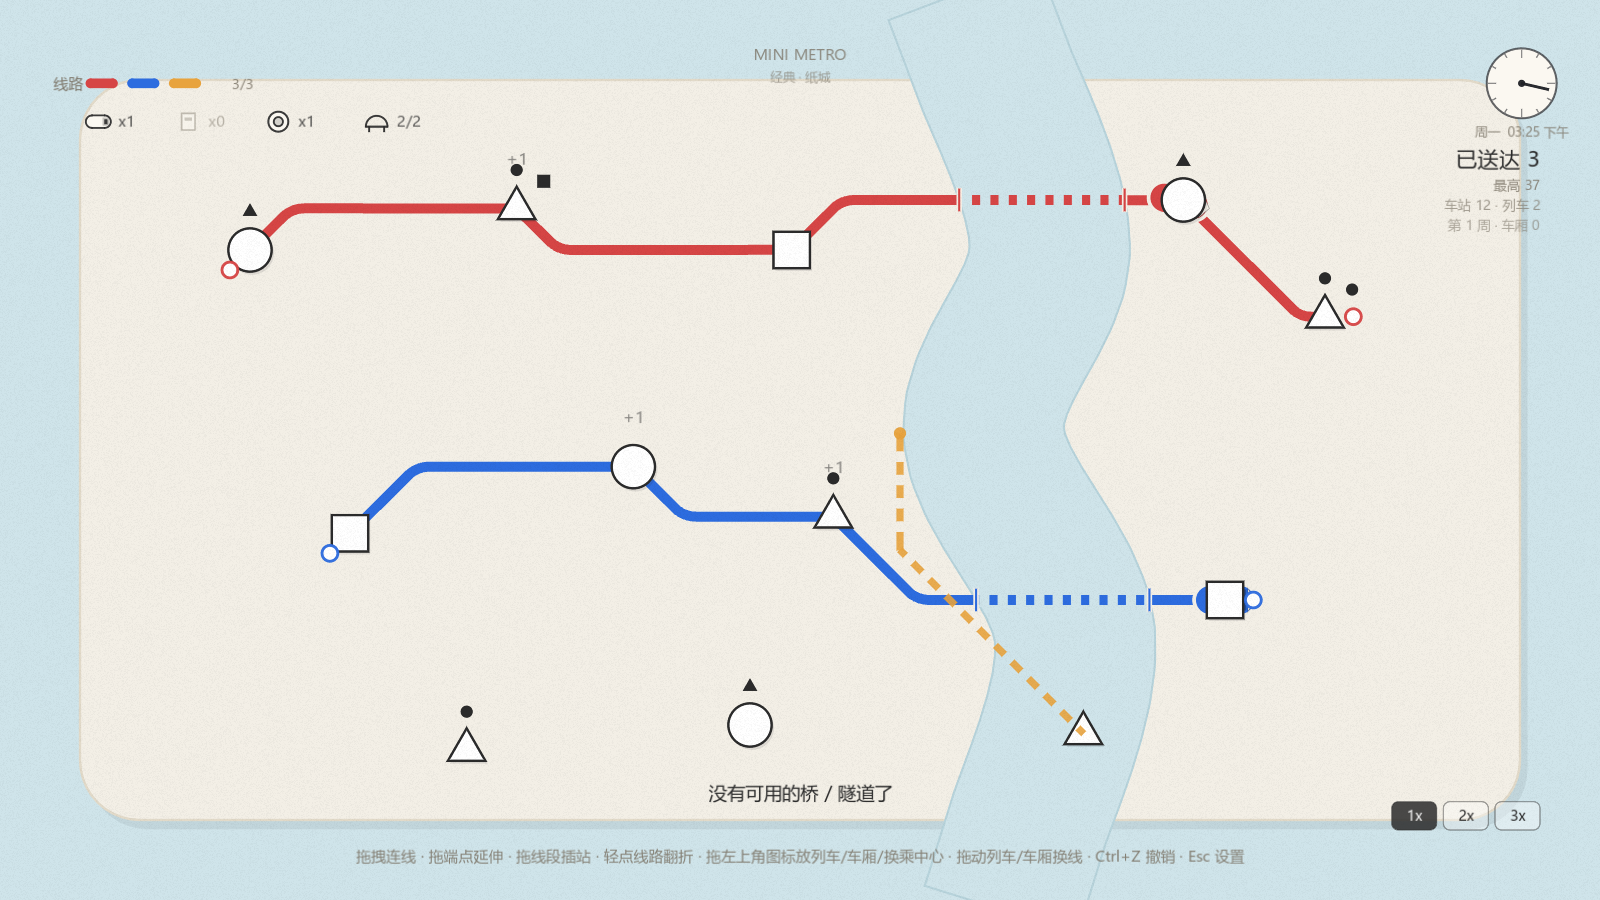 MINI METRO
经典 · 纸城
线路 3/3
x1 x0 x1 2/2
周一 03:25 下午
已送达 3
最高 37
车站 12 · 列车 2
第 1 周 · 车厢 0
+1
+1
+1
没有可用的桥 / 隧道了
1x 2x 3x
拖拽连线 · 拖端点延伸 · 拖线段插站 · 轻点线路翻折 · 拖左上角图标放列车/车厢/换乘中心 · 拖动列车/车厢换线 · Ctrl+Z 撤销 · Esc 设置